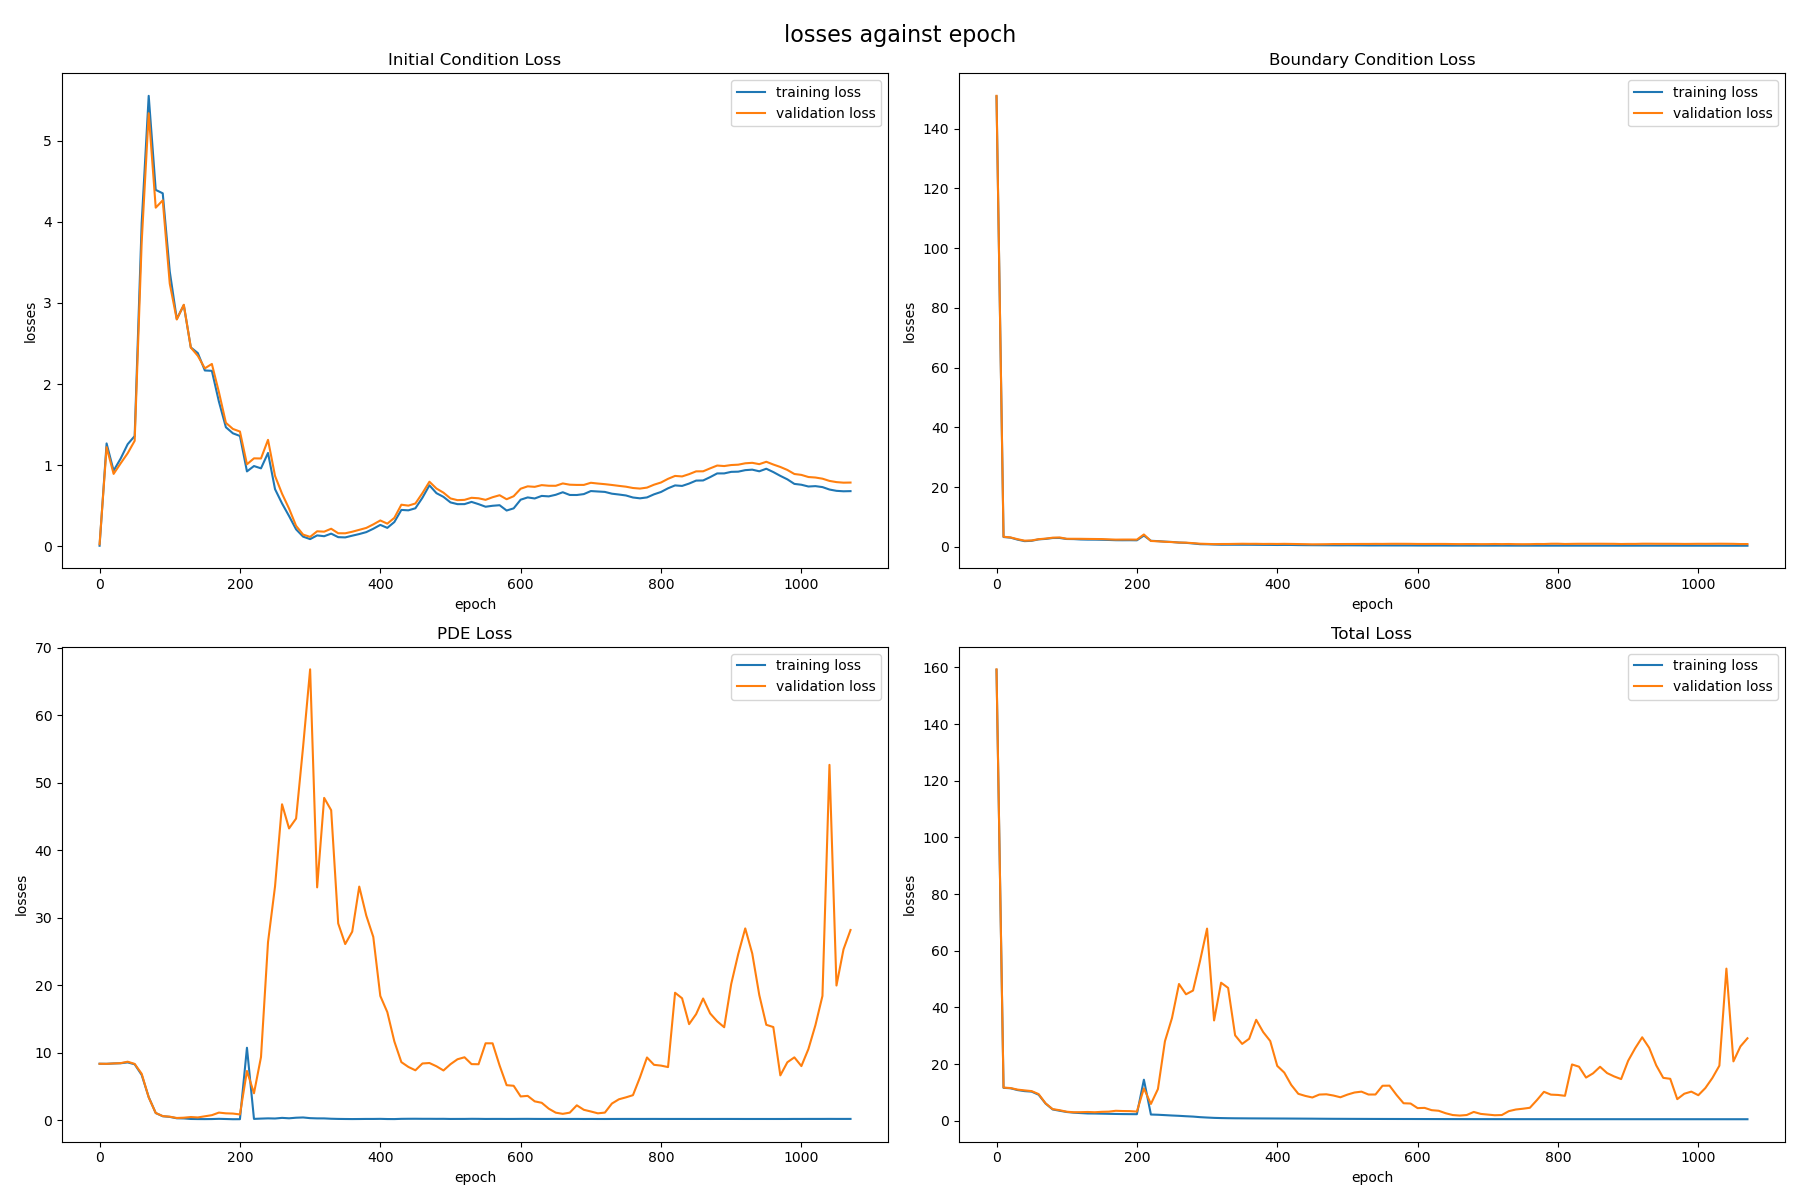 losses against epoch
Initial Condition Loss
training loss
validation loss
losses
5
4
3
2
1
0
0 200 400 600 800 1000
epoch
Boundary Condition Loss
training loss
validation loss
losses
140
120
100
80
60
40
20
0
0 200 400 600 800 1000
epoch
PDE Loss
training loss
validation loss
losses
70
60
50
40
30
20
10
0
0 200 400 600 800 1000
epoch
Total Loss
training loss
validation loss
losses
160
140
120
100
80
60
40
20
0
0 200 400 600 800 1000
epoch